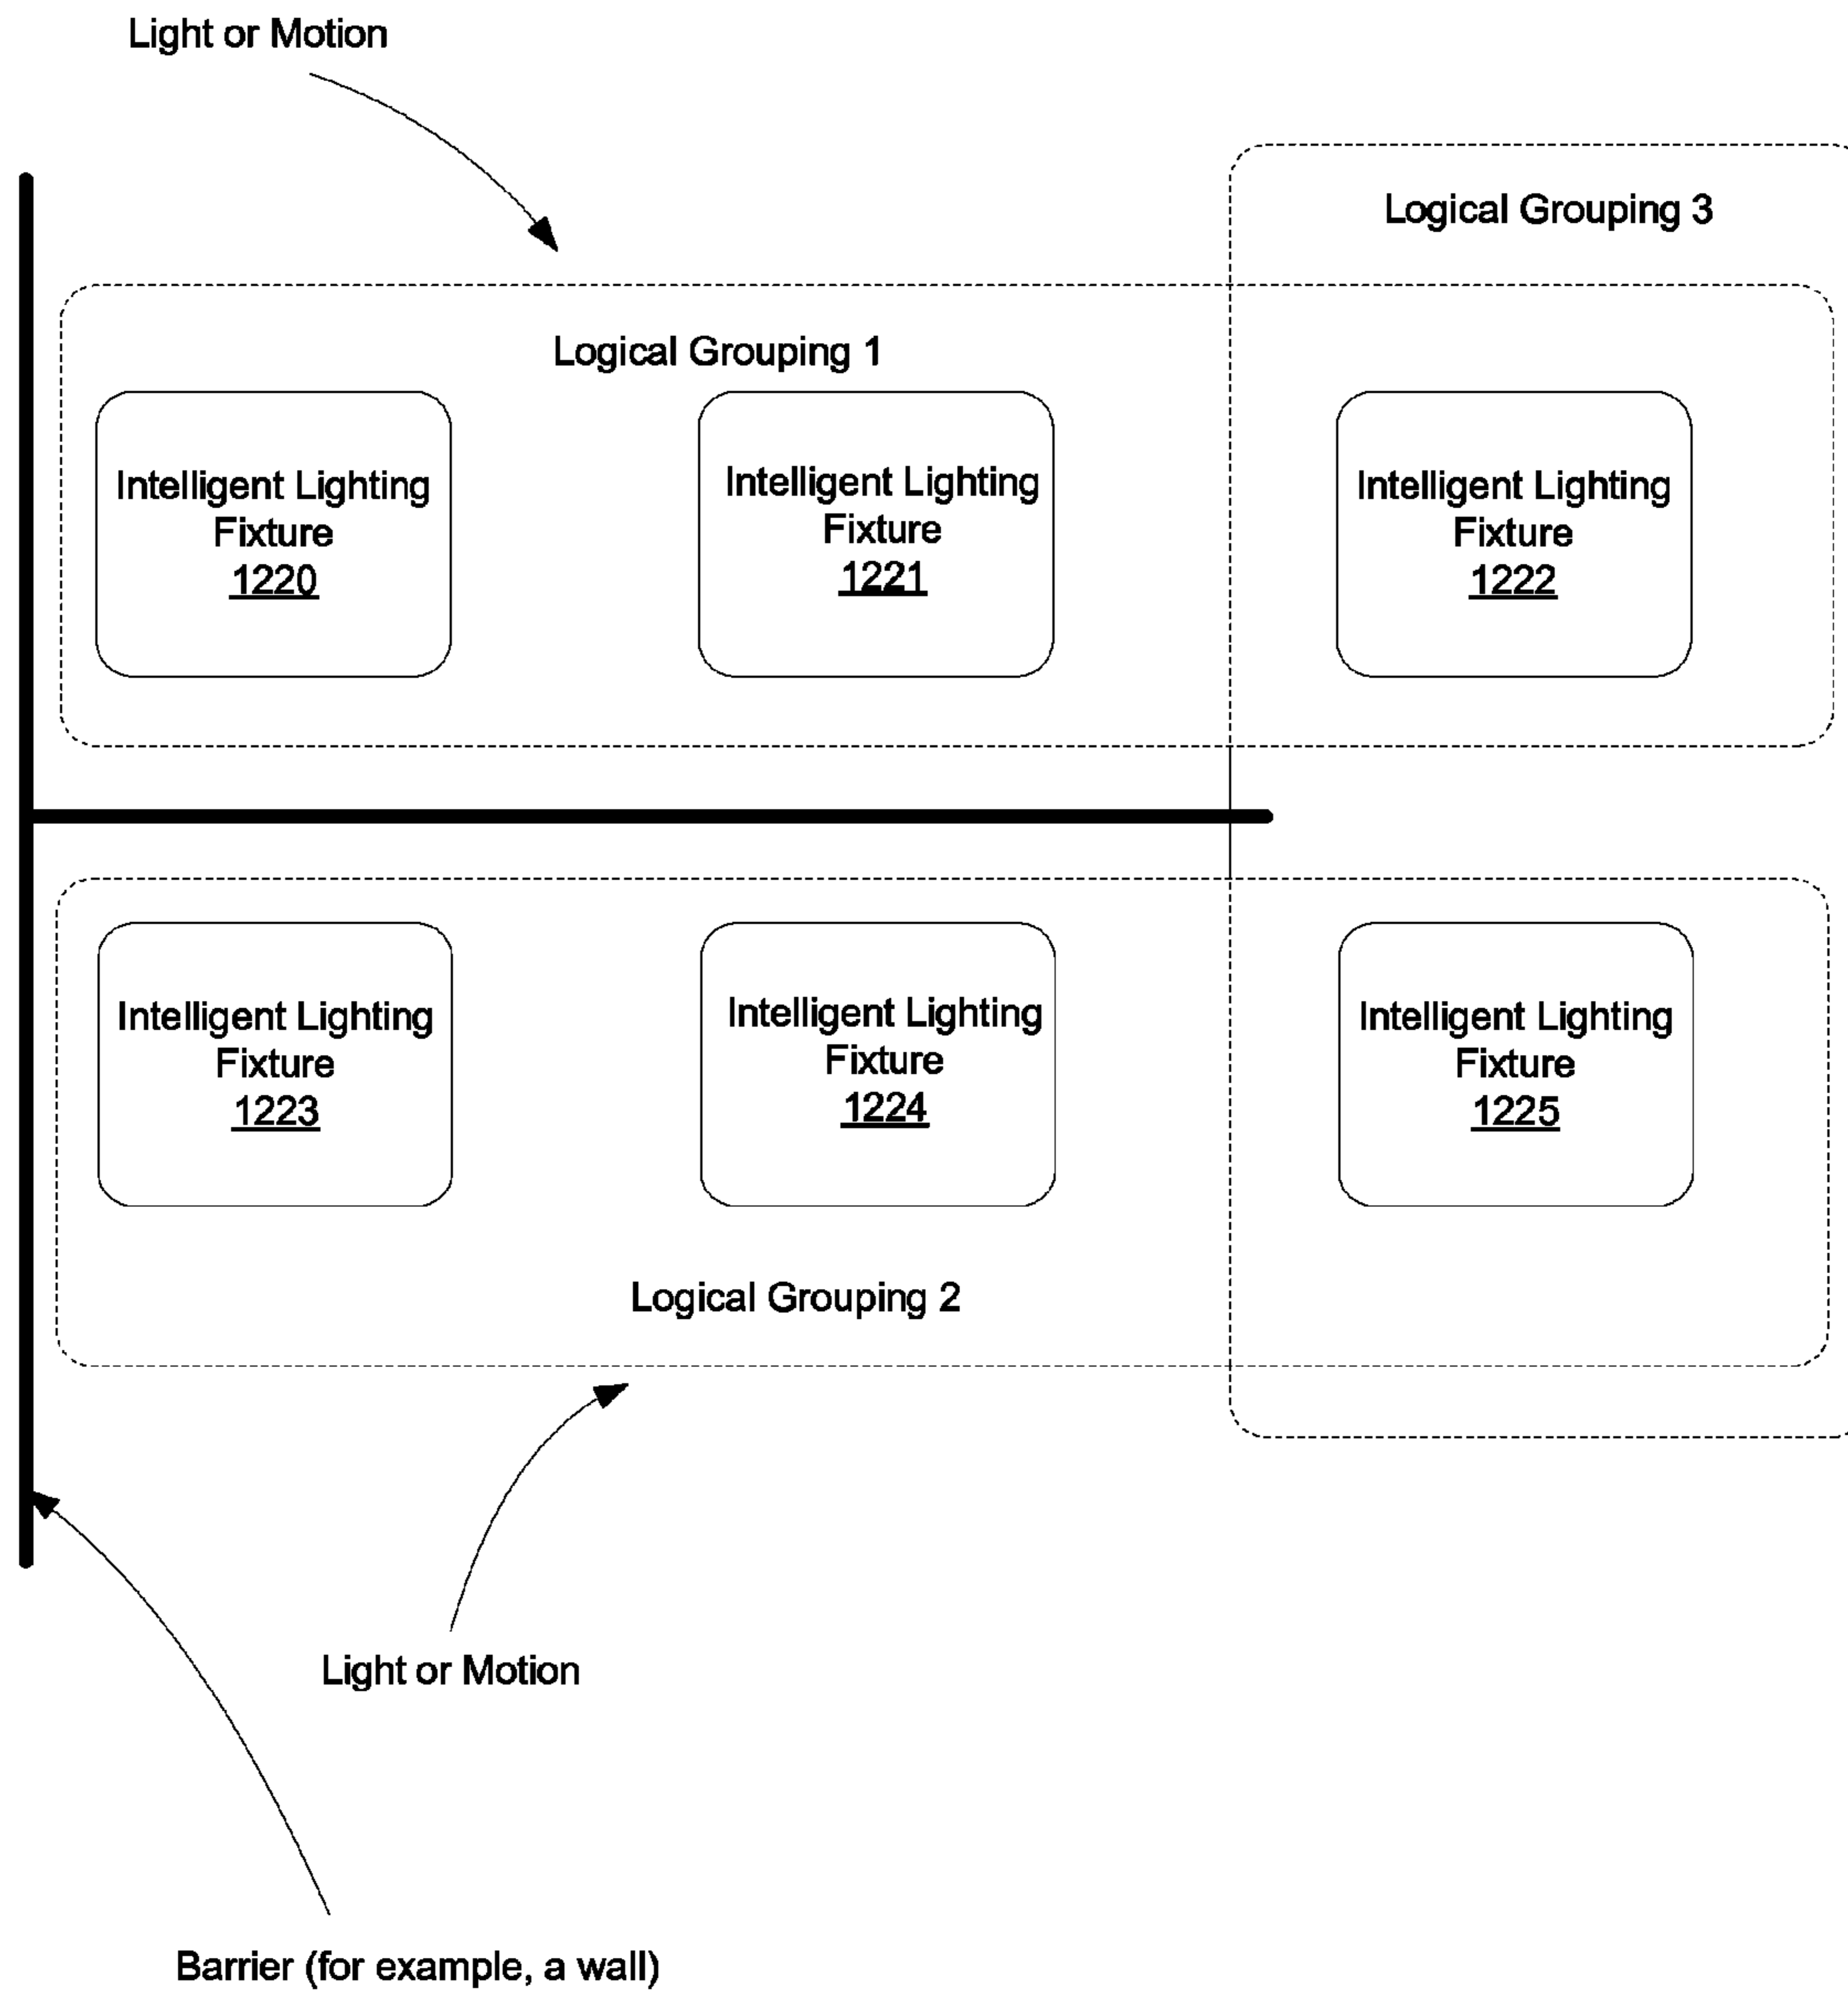 Light or Motion
Logical Grouping 3
Logical Grouping 1
Intelligent Lighting
Fixture
1220
Intelligent Lighting
Fixture
1221
Intelligent Lighting
Fixture
1222
Intelligent Lighting
Fixture
1223
Intelligent Lighting
Fixture
1224
Intelligent Lighting
Fixture
1225
Logical Grouping 2
Light or Motion
Barrier (for example, a wall)